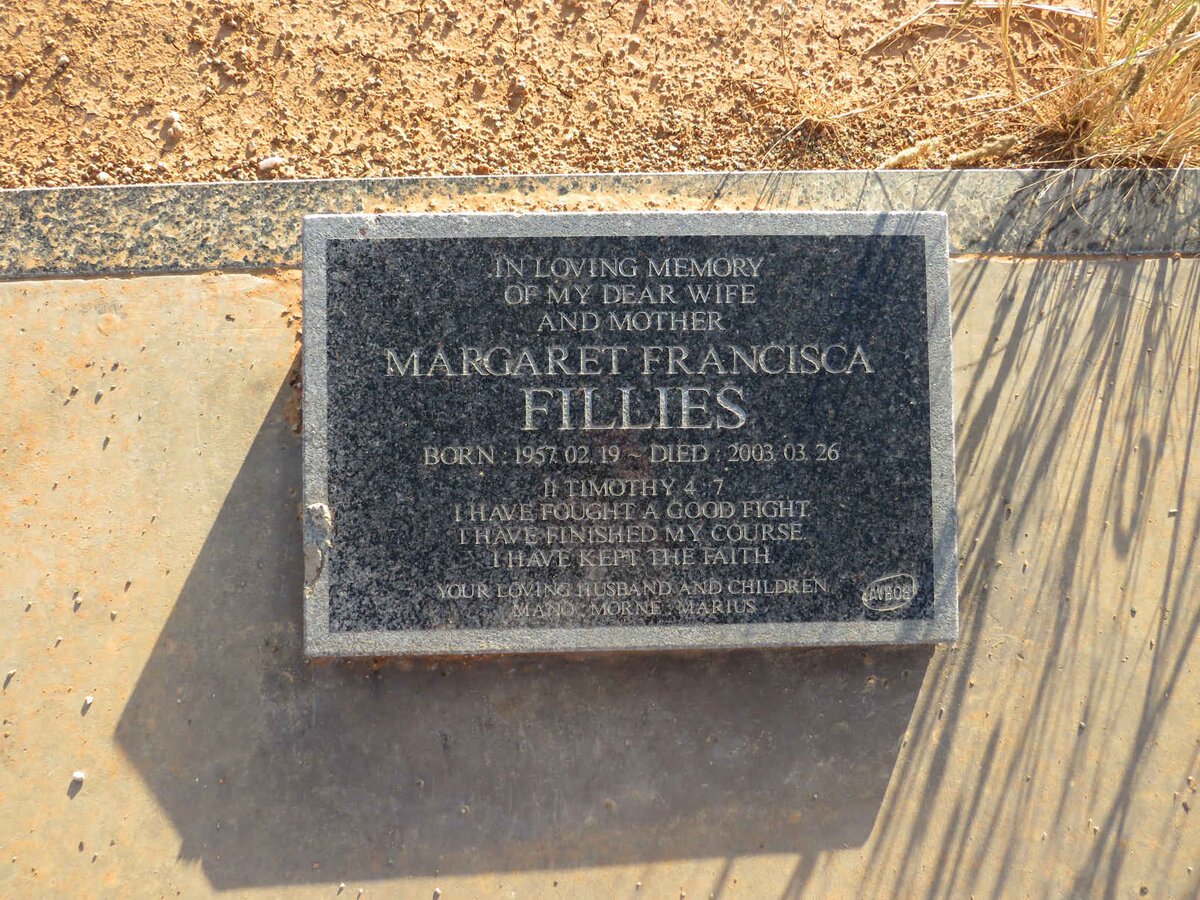 IN LOVING MEMORY
OF MY DEAR WIFE
AND MOTHER
MARGARET FRANCISCA
FILLIES
BORN : 1957. 02. 19 ~ DIED : 2003. 03. 26
II TIMOTHY 4 : 7
I HAVE FOUGHT A GOOD FIGHT.
I HAVE FINISHED MY COURSE.
I HAVE KEPT THE FAITH.
YOUR LOVING HUSBAND AND CHILDREN
MANO : MORNE : MARIUS
AVBOB